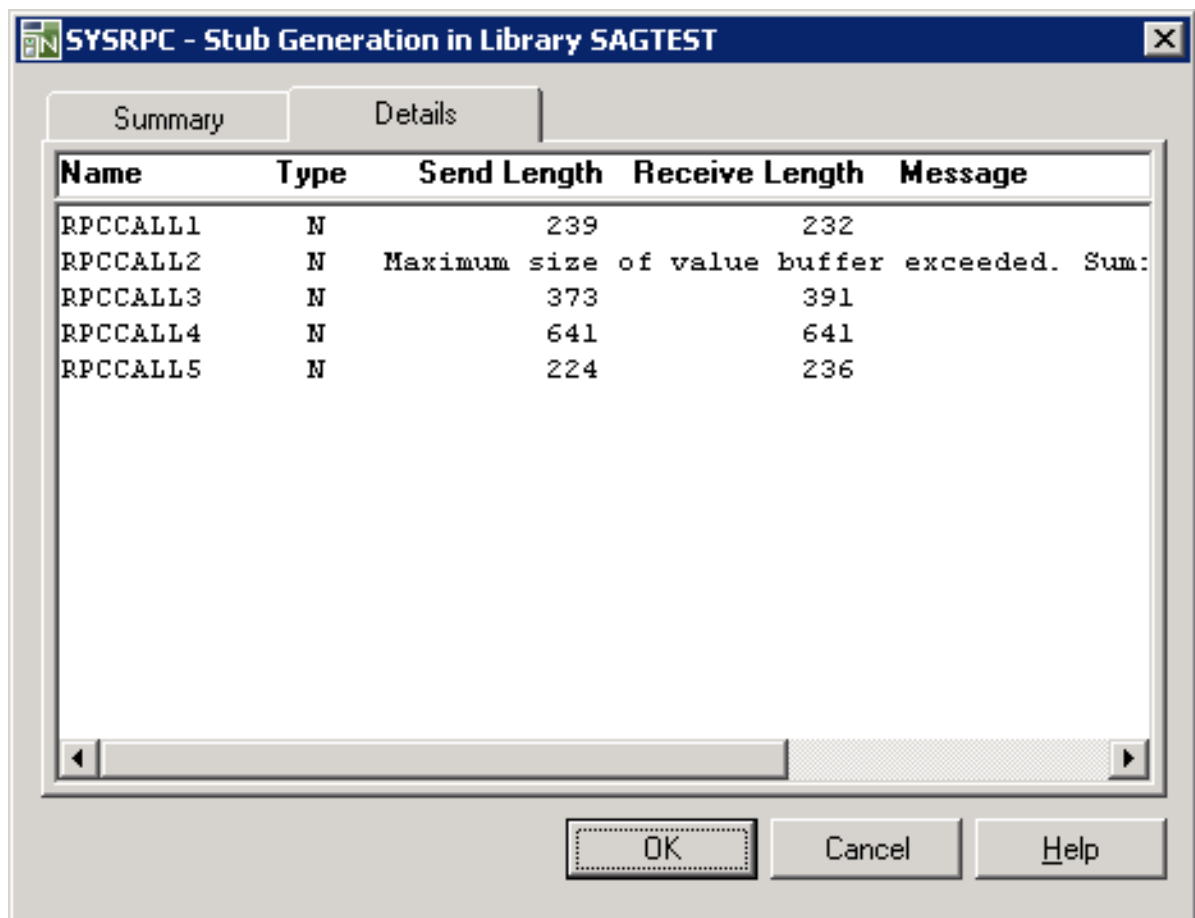 SYSRPC - Stub Generation in Library SAGTEST
Summary Details
Name Type Send Length Receive Length Message
RPCCALL1 N 239 232
RPCCALL2 N Maximum size of value buffer exceeded. Sum:
RPCCALL3 N 373 391
RPCCALL4 N 641 641
RPCCALL5 N 224 236
OK Cancel Help